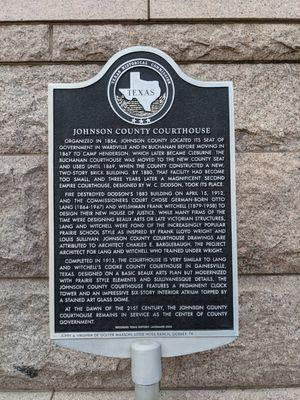 TEXAS HISTORICAL COMMISSION
TEXAS
JOHNSON COUNTY COURTHOUSE
ORGANIZED IN 1854, JOHNSON COUNTY LOCATED ITS SEAT OF
GOVERNMENT IN WARDVILLE AND IN BUCHANAN BEFORE MOVING IN
1867 TO CAMP HENDERSON, WHICH LATER BECAME CLEBURNE. THE
BUCHANAN COURTHOUSE WAS MOVED TO THE NEW COUNTY SEAT
AND USED UNTIL 1869, WHEN THE COUNTY CONSTRUCTED A NEW,
TWO-STORY BRICK BUILDING. BY 1880, THAT FACILITY HAD BECOME
TOO SMALL, AND THREE YEARS LATER A MAGNIFICENT SECOND
EMPIRE COURTHOUSE, DESIGNED BY W. C. DODSON, TOOK ITS PLACE.
FIRE DESTROYED DODSON'S 1883 BUILDING ON APRIL 15, 1912,
AND THE COMMISSIONERS COURT CHOSE GERMAN-BORN OTTO
LANG (1864-1947) AND WELSHMAN FRANK WITCHELL (1879-1958) TO
DESIGN THEIR NEW HOUSE OF JUSTICE. WHILE MANY FIRMS OF THE
TIME WERE DESIGNING BEAUX ARTS OR LATE VICTORIAN STRUCTURES,
LANG AND WITCHELL WERE FOND OF THE INCREASINGLY POPULAR
PRAIRIE SCHOOL STYLE AS INSPIRED BY FRANK LLOYD WRIGHT AND
LOUIS SULLIVAN. JOHNSON COUNTY COURTHOUSE DRAWINGS ARE
ATTRIBUTED TO ARCHITECT CHARLES E. BARGLEBAUGH, THE PROJECT
ARCHITECT FOR LANG AND WITCHELL WHO TRAINED UNDER WRIGHT.
COMPLETED IN 1913, THE COURTHOUSE IS VERY SIMILAR TO LANG
AND WITCHELL'S COOKE COUNTY COURTHOUSE IN GAINESVILLE,
TEXAS. DESIGNED ON A BASIC BEAUX ARTS PLAN BUT MODERNIZED
WITH PRAIRIE STYLE ELEMENTS AND SULLIVANESQUE DETAILS, THE
JOHNSON COUNTY COURTHOUSE FEATURES A PROMINENT CLOCK
TOWER AND AN IMPRESSIVE SIX-STORY INTERIOR ATRIUM TOPPED BY
A STAINED ART GLASS DOME.
AT THE DAWN OF THE 21ST CENTURY, THE JOHNSON COUNTY
COURTHOUSE REMAINS IN SERVICE AS THE CENTER OF COUNTY
GOVERNMENT.
RECORDED TEXAS HISTORIC LANDMARK
JOHN & VIRGINIA